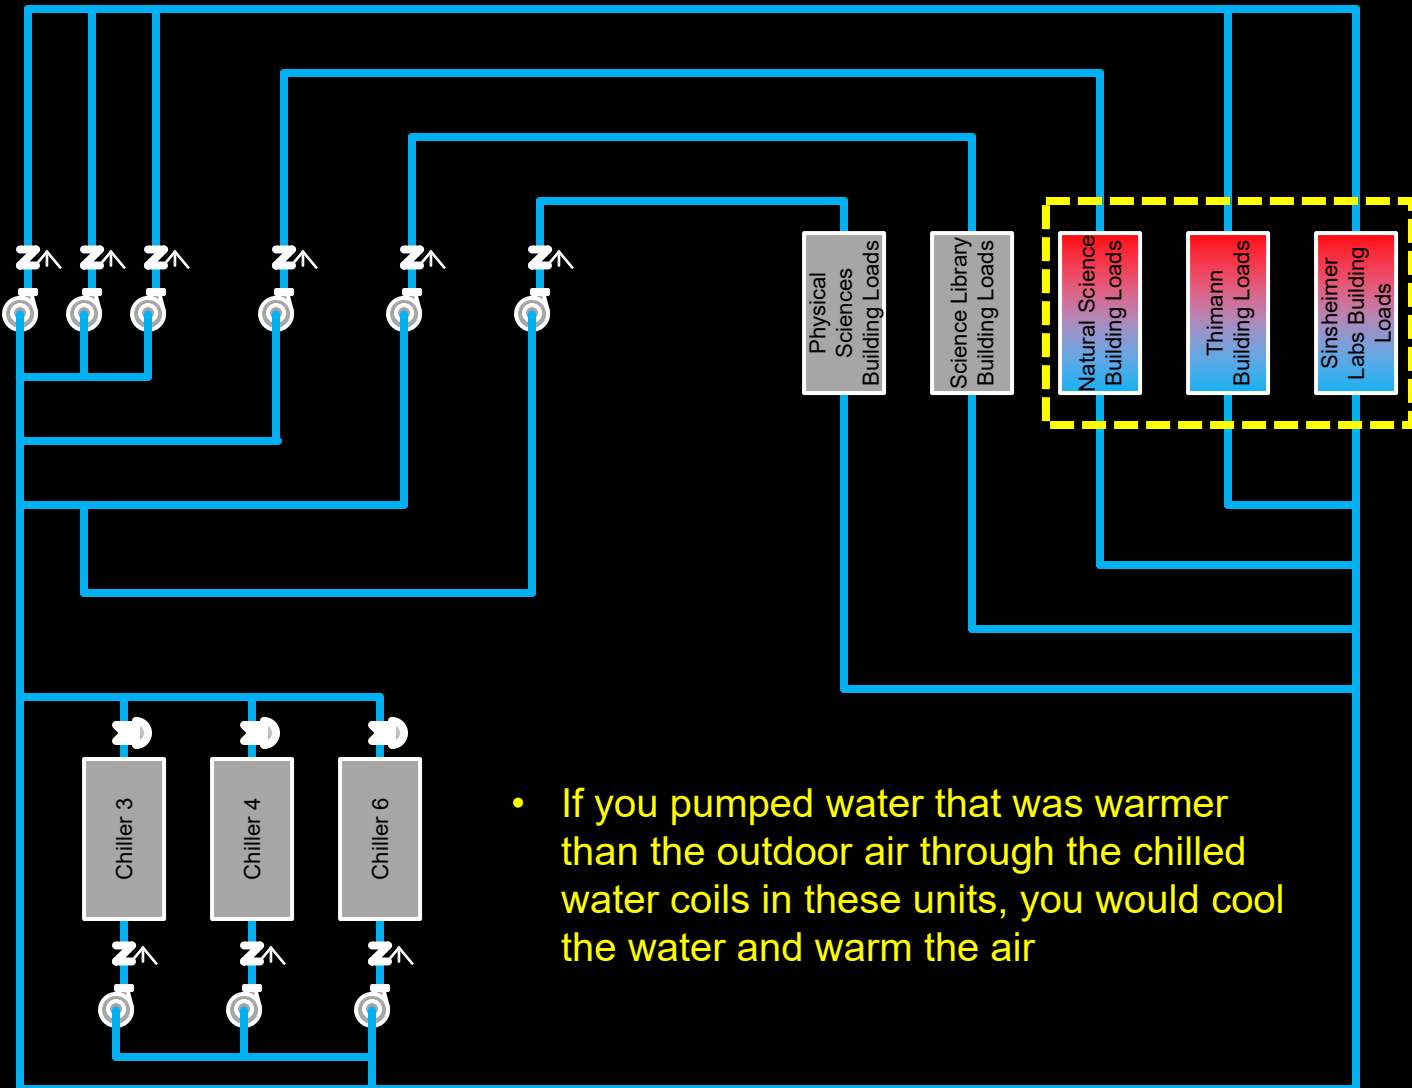 Physical
Sciences
Building Loads
Science Library
Building Loads
Natural Science
Building Loads
Thimann
Building Loads
Sinsheimer
Labs Building
Loads
Chiller 3
Chiller 4
Chiller 6
• If you pumped water that was warmer
than the outdoor air through the chilled
water coils in these units, you would cool
the water and warm the air